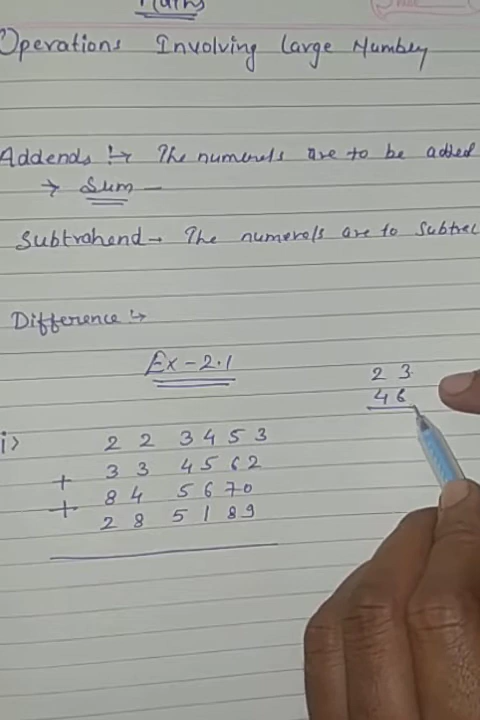 Maths
Operations Involving Large Number
Addends :→ The numerals are to be added
→ Sum —
Subtrahend → The numerals are to Subtrac
Difference :→
Ex - 2.1
2 3
4 6
i>
2 2 3 4 5 3
+ 3 3 4 5 6 2
+ 8 4 5 6 7 0
2 8 5 1 8 9